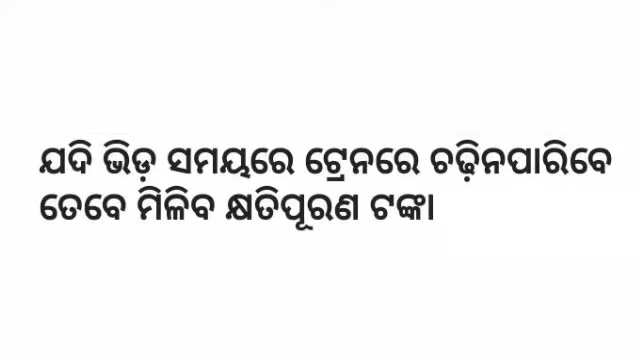 ଯଦି ଭିଡ଼ ସମୟରେ ଟ୍ରେନରେ ଚଢ଼ିନପାରିବେ
ତେବେ ମିଳିବ କ୍ଷତିପୂରଣ ଟଙ୍କା